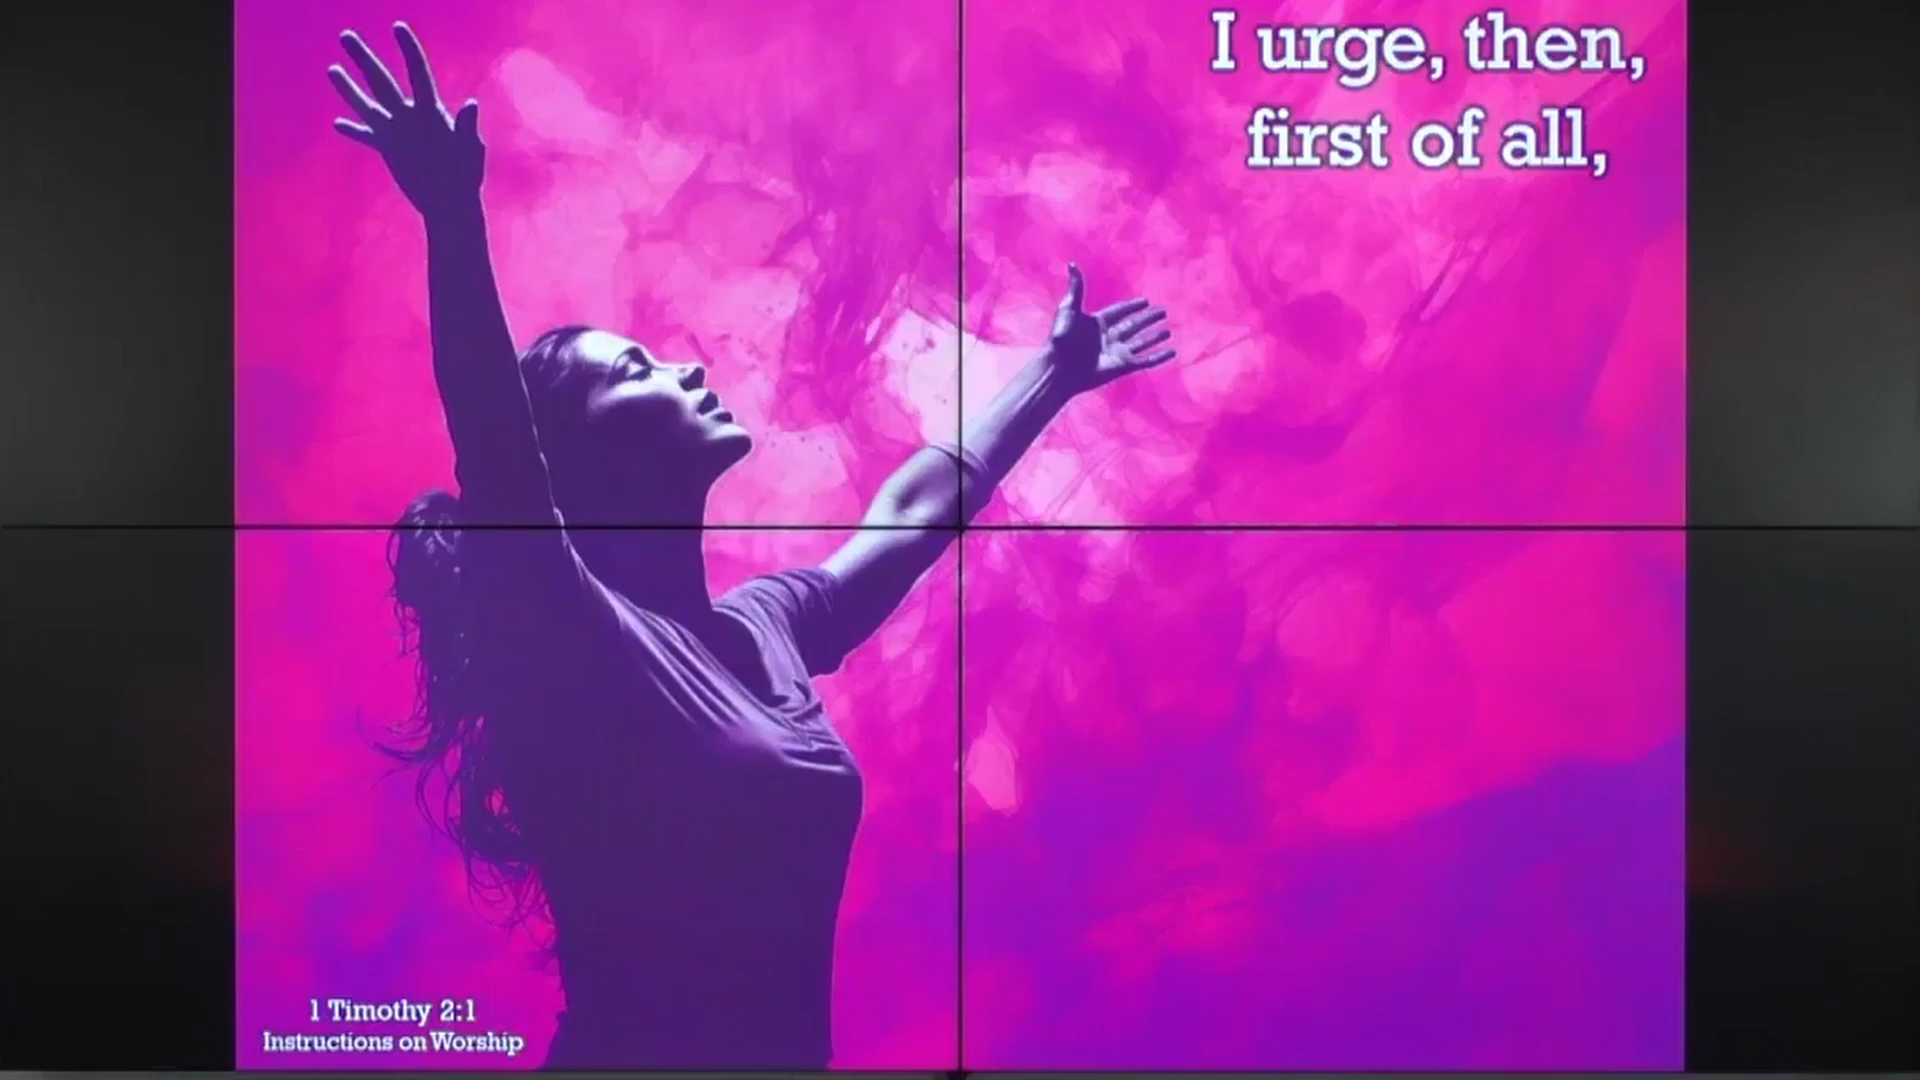 I urge, then,
first of all,
1 Timothy 2:1
Instructions on Worship